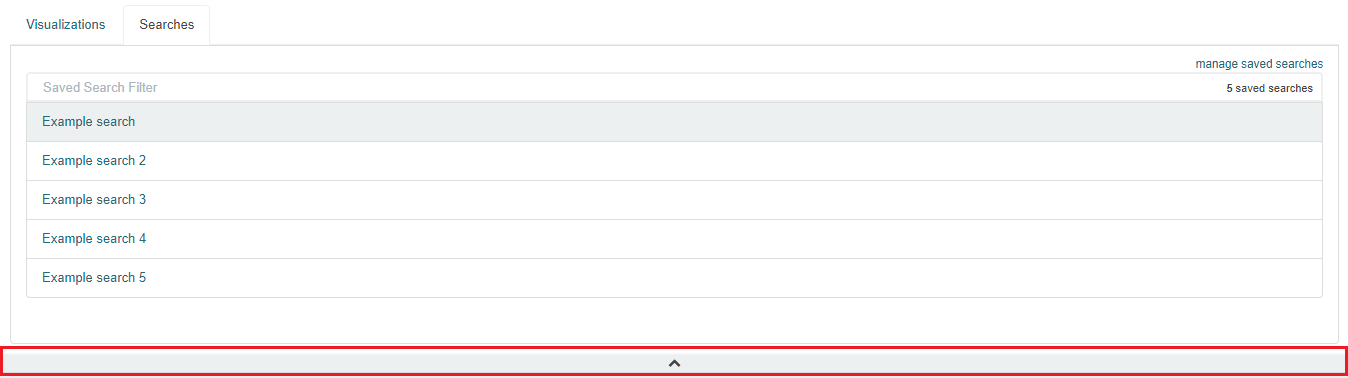 Visualizations
Searches
manage saved searches
Saved Search Filter
5 saved searches
Example search
Example search 2
Example search 3
Example search 4
Example search 5